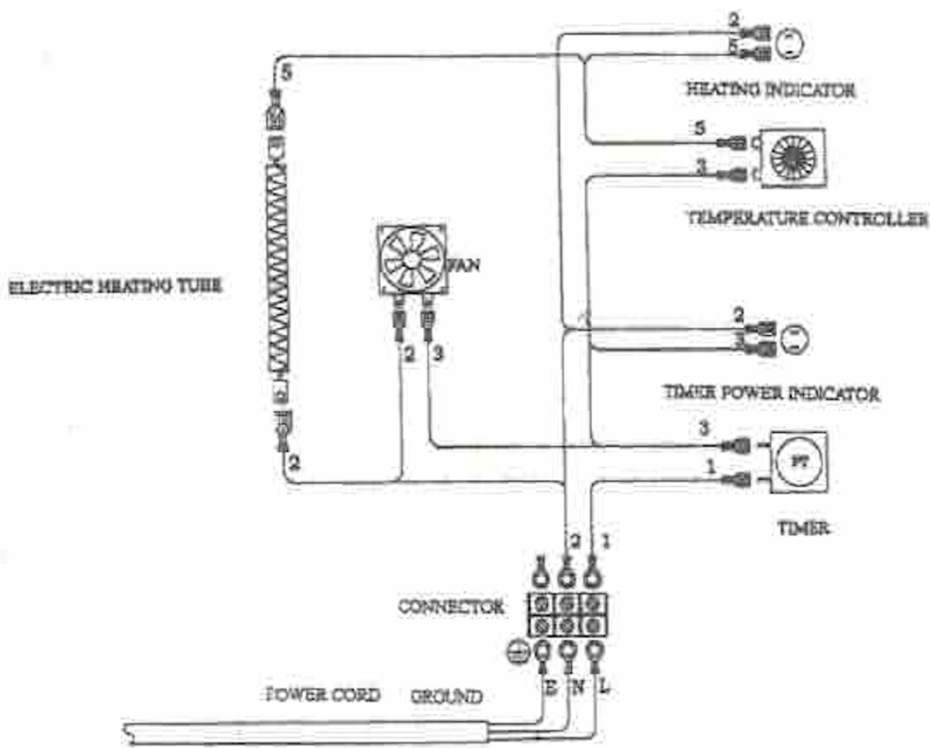 2
5
HEATING INDICATOR
5
5
3
TEMPERATURE CONTROLLER
FAN
ELECTRIC HEATING TUBE
2
2
3
TIMER POWER INDICATOR
3
PT
1
2
TIMER
2
1
CONNECTOR
E
N
L
POWER CORD
GROUND